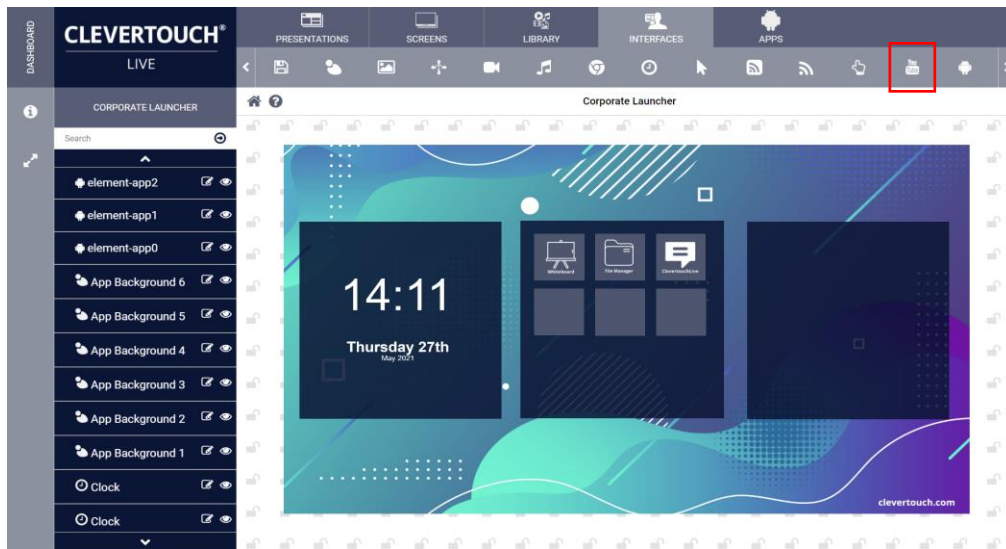 DASHBOARD
CLEVERTOUCH®
LIVE
PRESENTATIONS
SCREENS
LIBRARY
INTERFACES
APPS
You
Tube
CORPORATE LAUNCHER
Corporate Launcher
Search
element-app2
element-app1
element-app0
App Background 6
App Background 5
App Background 4
App Background 3
App Background 2
App Background 1
Clock
Clock
14:11
Thursday 27th
May 2021
Whiteboard
File Manager
CleverTouchLive
clevertouch.com